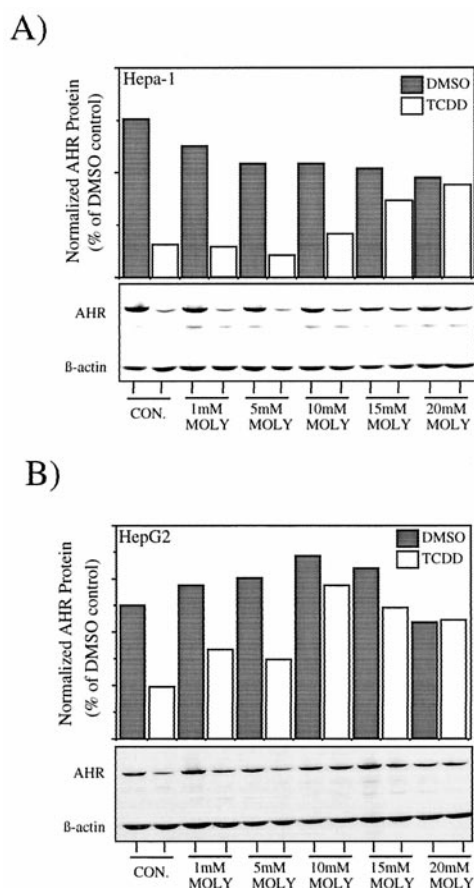 A)
Hepa-1
DMSO
TCDD
Normalized AHR Protein
(% of DMSO control)
AHR
ß-actin
CON.
1mM
MOLY
5mM
MOLY
10mM
MOLY
15mM
MOLY
20mM
MOLY
B)
HepG2
DMSO
TCDD
Normalized AHR Protein
(% of DMSO control)
AHR
ß-actin
CON.
1mM
MOLY
5mM
MOLY
10mM
MOLY
15mM
MOLY
20mM
MOLY